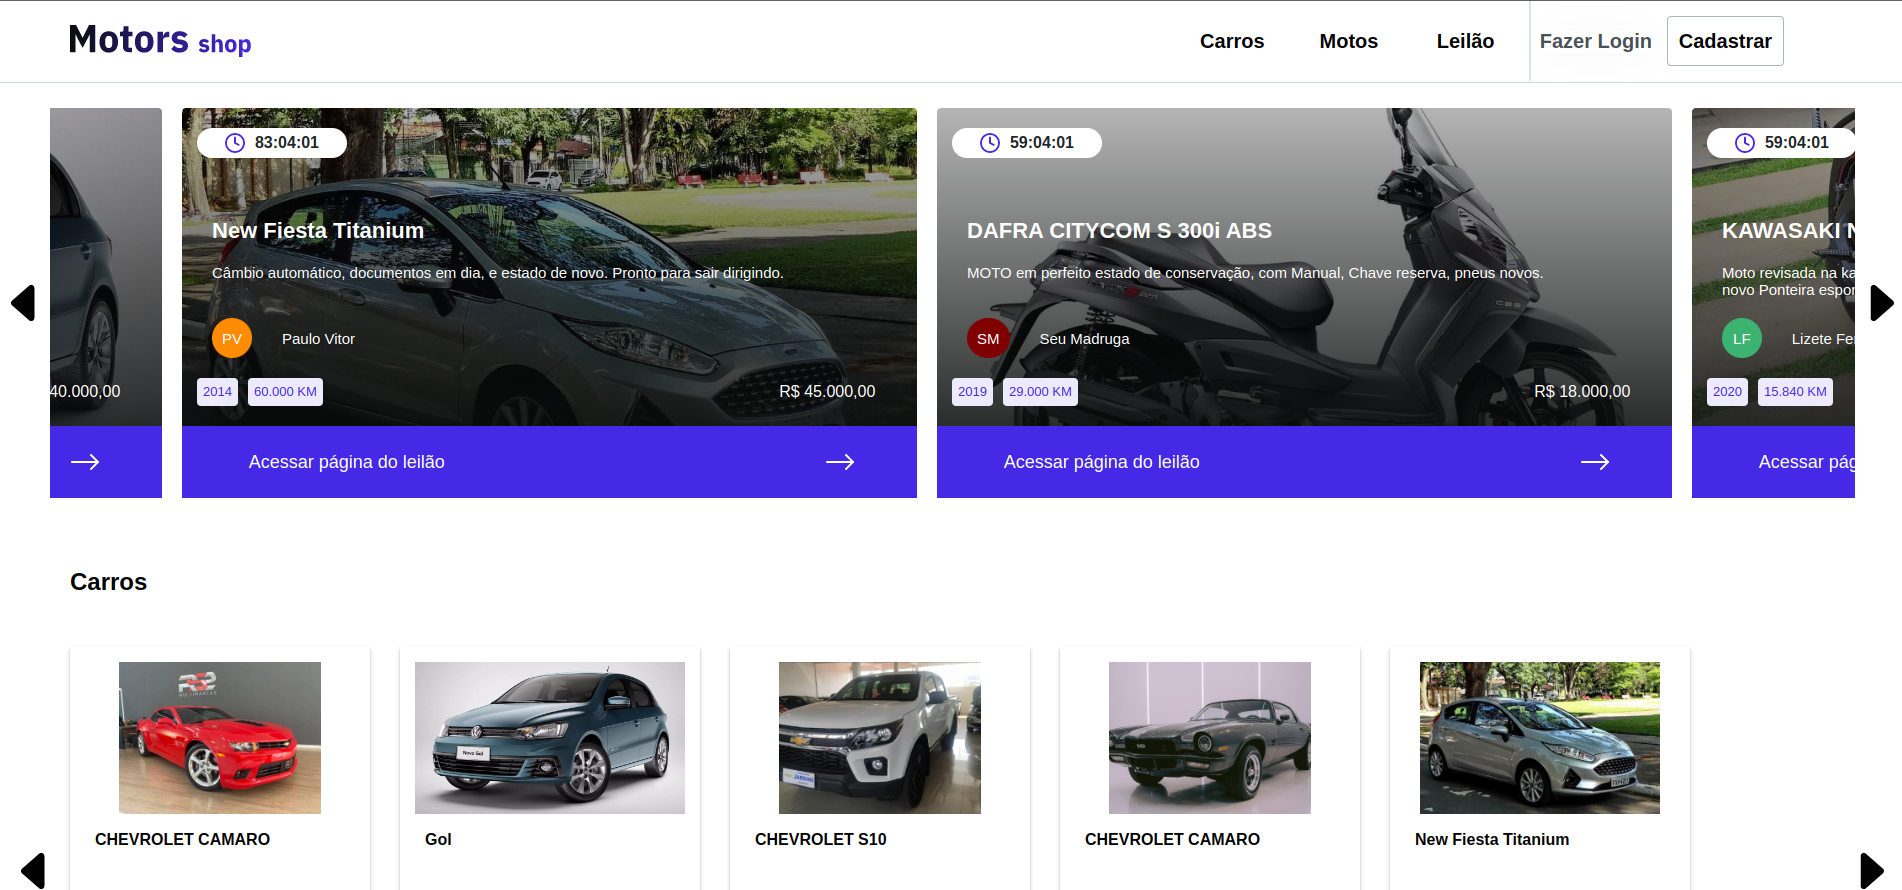 Motors shop
Carros
Motos
Leilão
Fazer Login
Cadastrar
40.000,00
83:04:01
New Fiesta Titanium
Câmbio automático, documentos em dia, e estado de novo. Pronto para sair dirigindo.
PV
Paulo Vitor
2014
60.000 KM
R$ 45.000,00
Acessar página do leilão
59:04:01
DAFRA CITYCOM S 300i ABS
MOTO em perfeito estado de conservação, com Manual, Chave reserva, pneus novos.
SM
Seu Madruga
2019
29.000 KM
R$ 18.000,00
Acessar página do leilão
59:04:01
KAWASAKI
Moto revisada na ka
novo Ponteira espor
LF
Lizete Fe
2020
15.840 KM
Acessar pág
Carros
CHEVROLET CAMARO
Novo Gol
Gol
CHEVROLET S10
CHEVROLET CAMARO
New Fiesta Titanium